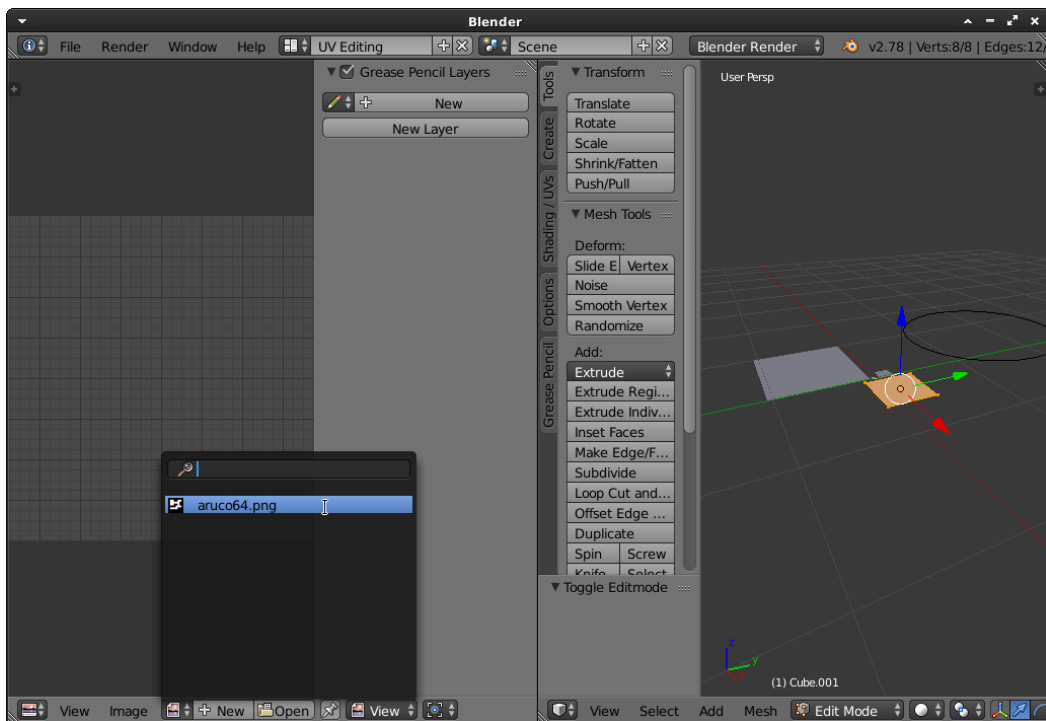 Blender
File Render Window Help UV Editing Scene Blender Render v2.78 | Verts:8/8 | Edges:12/
Grease Pencil Layers
New
New Layer
Tools
Create
Shading / UVs
Options
Grease Pencil
Transform
Translate
Rotate
Scale
Shrink/Fatten
Push/Pull
Mesh Tools
Deform:
Slide E Vertex
Noise
Smooth Vertex
Randomize
Add:
Extrude
Extrude Regi...
Extrude Indiv...
Inset Faces
Make Edge/F...
Subdivide
Loop Cut and...
Offset Edge ...
Duplicate
Spin Screw
Knife Select
Toggle Editmode
User Persp
z
y
(1) Cube.001
aruco64.png
View Image New Open View
View Select Add Mesh Edit Mode